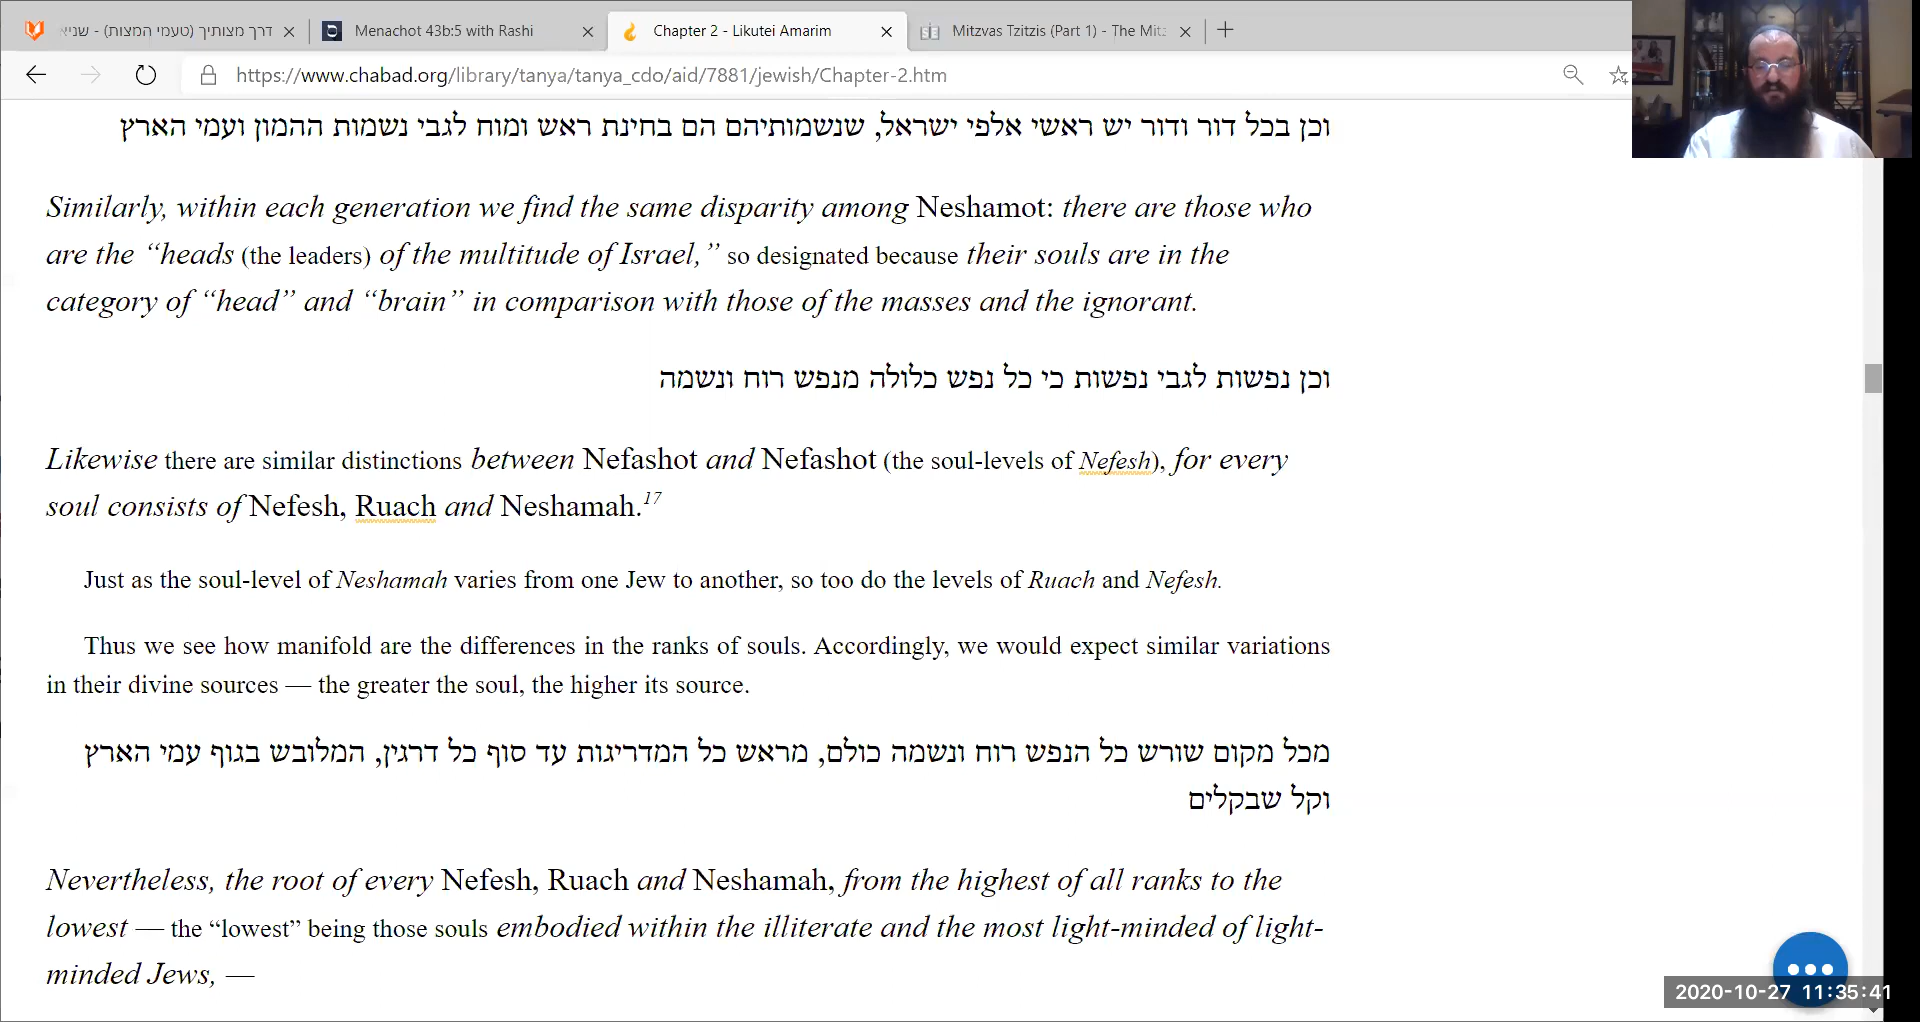 דרך מצותיך (טעמי המצות) - שניא
Menachot 43b:5 with Rashi
Chapter 2 - Likutei Amarim
Mitzvas Tzitzis (Part 1) - The Mitz
https://www.chabad.org/library/tanya/tanya_cdo/aid/7881/jewish/Chapter-2.htm
וכן בכל דור ודור יש ראשי אלפי ישראל, שנשמותיהם הם בחינת ראש ומוח לגבי נשמות ההמון ועמי הארץ
Similarly, within each generation we find the same disparity among Neshamot: there are those who
are the “heads (the leaders) of the multitude of Israel,” so designated because their souls are in the
category of “head” and “brain” in comparison with those of the masses and the ignorant.
וכן נפשות לגבי נפשות כי כל נפש כלולה מנפש רוח ונשמה
Likewise there are similar distinctions between Nefashot and Nefashot (the soul-levels of Nefesh), for every
soul consists of Nefesh, Ruach and Neshamah.17
Just as the soul-level of Neshamah varies from one Jew to another, so too do the levels of Ruach and Nefesh.
Thus we see how manifold are the differences in the ranks of souls. Accordingly, we would expect similar variations
in their divine sources — the greater the soul, the higher its source.
מכל מקום שורש כל הנפש רוח ונשמה כולם, מראש כל המדריגות עד סוף כל דרגין, המלובש בגוף עמי הארץ
וקל שבקלים
Nevertheless, the root of every Nefesh, Ruach and Neshamah, from the highest of all ranks to the
lowest — the “lowest” being those souls embodied within the illiterate and the most light-minded of light-
minded Jews, —
2020-10-27 11:35:41